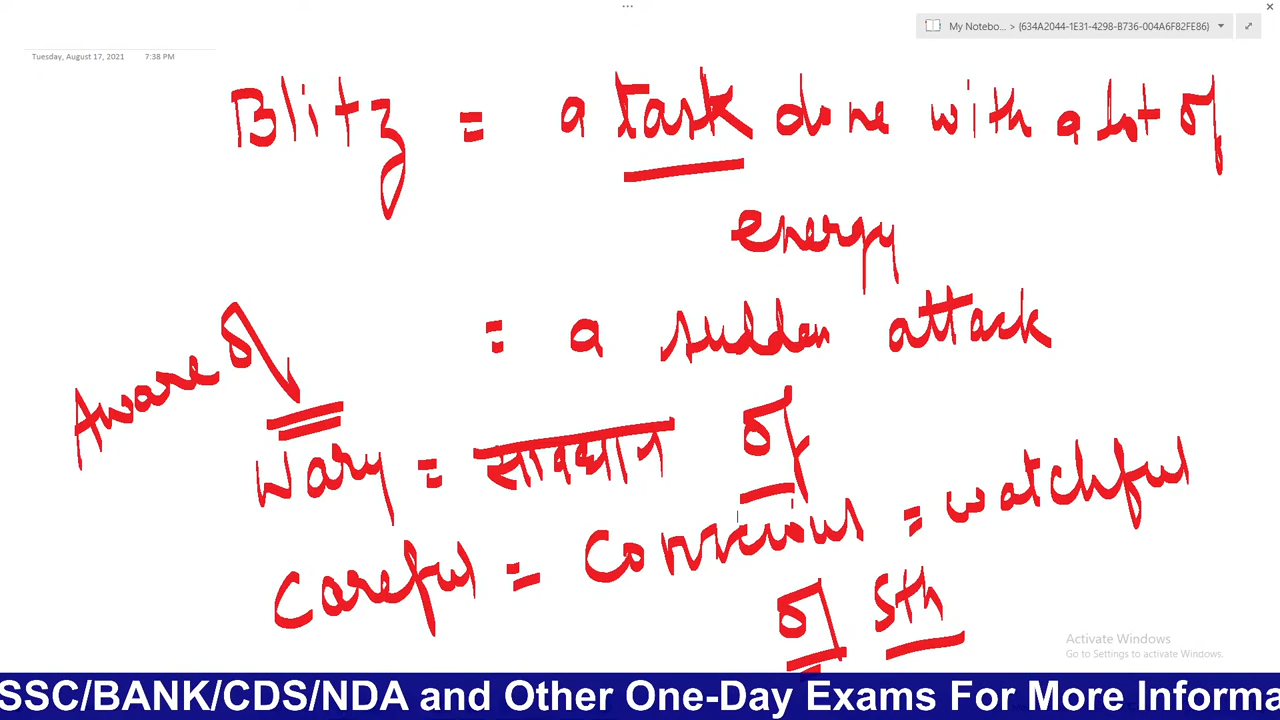 My Notebo... > {634A2044-1E31-4298-B736-004A6F82FE86}
Tuesday, August 17, 2021 7:38 PM
Blitz = a task done with a lot of
energy
= a sudden attack
Aware of
Wary = सावधान of
Careful = Conscious = watchful
of Sth
Activate Windows
Go to Settings to activate Windows.
SSC/BANK/CDS/NDA and Other One-Day Exams For More Informa